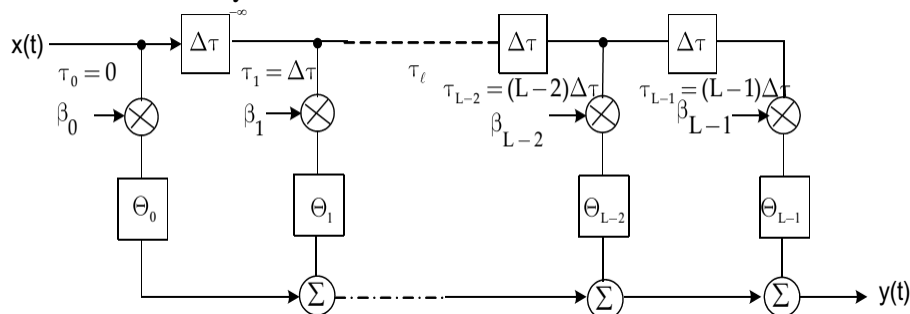 −∞
x(t) Δτ Δτ Δτ
τ₀ = 0 τ₁ = Δτ τ_ℓ τ_{L−2} = (L−2)Δτ τ_{L−1} = (L−1)Δτ
β₀ β₁ β_{L−2} β_{L−1}
Θ₀ Θ₁ Θ_{L−2} Θ_{L−1}
Σ Σ Σ y(t)